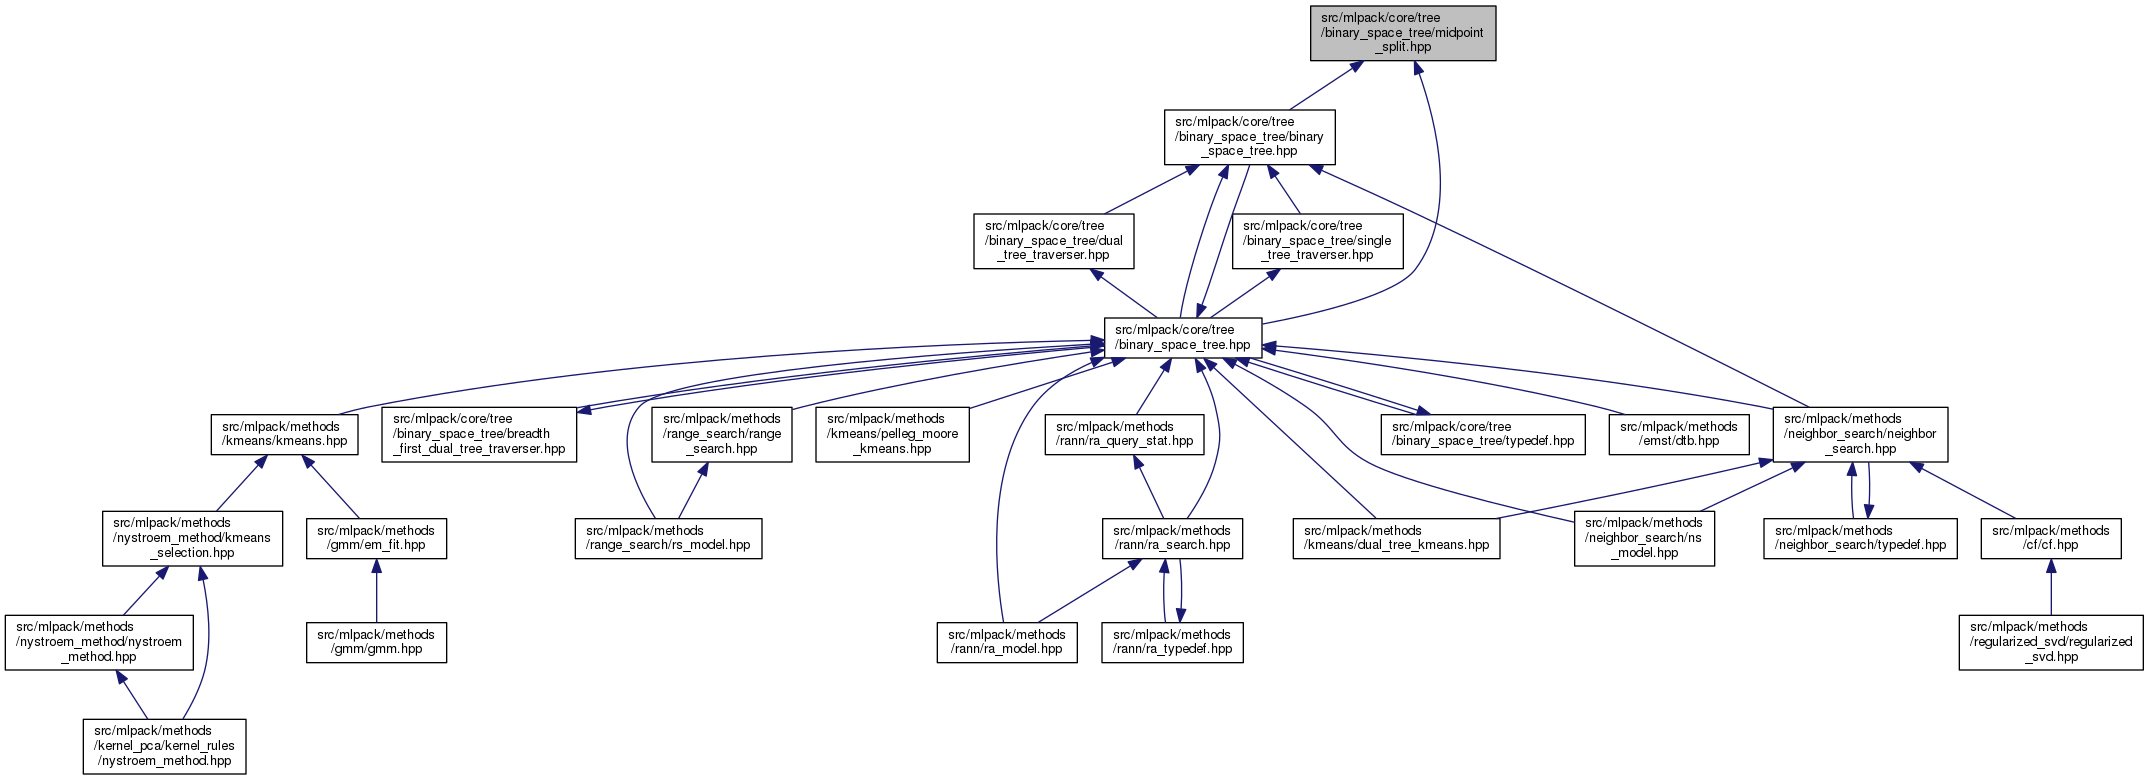 src/mlpack/core/tree
/binary_space_tree/midpoint
_split.hpp
src/mlpack/core/tree
/binary_space_tree/binary
_space_tree.hpp
src/mlpack/core/tree
/binary_space_tree/dual
_tree_traverser.hpp
src/mlpack/core/tree
/binary_space_tree/single
_tree_traverser.hpp
src/mlpack/core/tree
/binary_space_tree.hpp
src/mlpack/methods
/kmeans/kmeans.hpp
src/mlpack/core/tree
/binary_space_tree/breadth
_first_dual_tree_traverser.hpp
src/mlpack/methods
/range_search/range
_search.hpp
src/mlpack/methods
/kmeans/pelleg_moore
_kmeans.hpp
src/mlpack/methods
/rann/ra_query_stat.hpp
src/mlpack/core/tree
/binary_space_tree/typedef.hpp
src/mlpack/methods
/emst/dtb.hpp
src/mlpack/methods
/neighbor_search/neighbor
_search.hpp
src/mlpack/methods
/nystroem_method/kmeans
_selection.hpp
src/mlpack/methods
/gmm/em_fit.hpp
src/mlpack/methods
/range_search/rs_model.hpp
src/mlpack/methods
/rann/ra_search.hpp
src/mlpack/methods
/kmeans/dual_tree_kmeans.hpp
src/mlpack/methods
/neighbor_search/ns
_model.hpp
src/mlpack/methods
/neighbor_search/typedef.hpp
src/mlpack/methods
/cf/cf.hpp
src/mlpack/methods
/nystroem_method/nystroem
_method.hpp
src/mlpack/methods
/gmm/gmm.hpp
src/mlpack/methods
/rann/ra_model.hpp
src/mlpack/methods
/rann/ra_typedef.hpp
src/mlpack/methods
/regularized_svd/regularized
_svd.hpp
src/mlpack/methods
/kernel_pca/kernel_rules
/nystroem_method.hpp